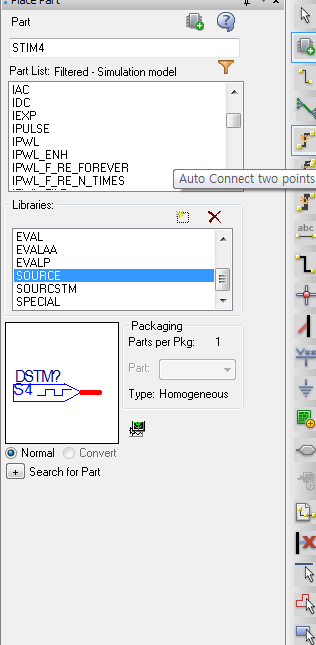 Place Part
Part
STIM4
Part List: Filtered - Simulation model
IAC
IDC
IEXP
IPULSE
IPWL
IPWL_ENH
IPWL_F_RE_FOREVER
IPWL_F_RE_N_TIMES
Auto Connect two points
abc
Libraries:
EVAL
EVALAA
EVALP
SOURCE
SOURCSTM
SPECIAL
Packaging
Parts per Pkg: 1
Part:
Type: Homogeneous
DSTM?
S4
Normal Convert
+ Search for Part